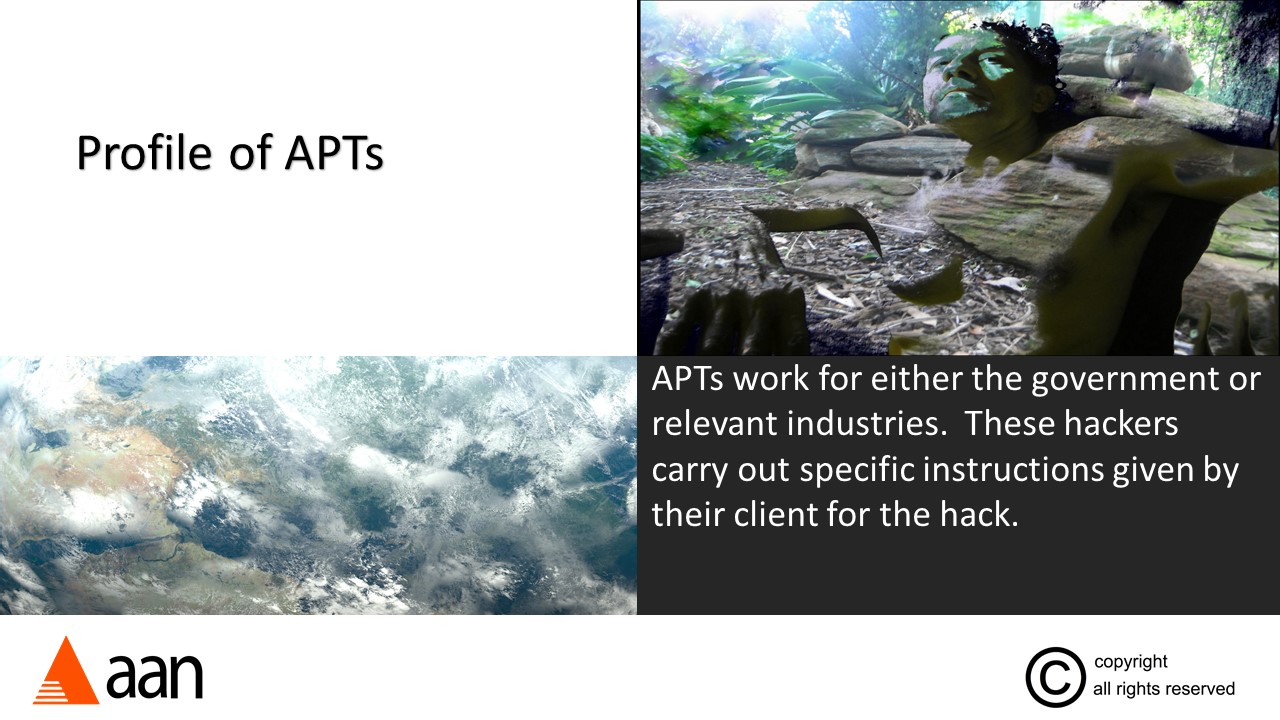 Profile of APTs
APTs work for either the government or
relevant industries.  These hackers
carry out specific instructions given by
their client for the hack.
aan
© copyright
all rights reserved